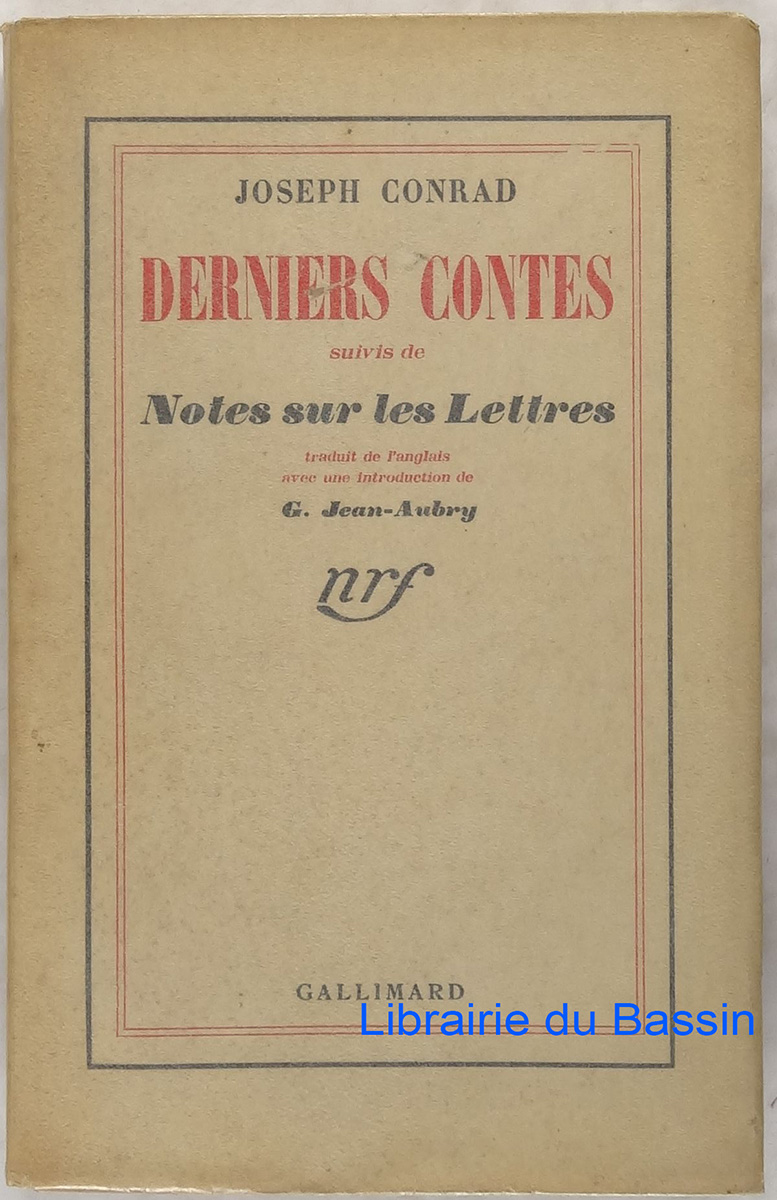 JOSEPH CONRAD
DERNIERS CONTES
suivis de
Notes sur les Lettres
traduit de l'anglais
avec une introduction de
G. Jean-Aubry
nrf
GALLIMARD
Librairie du Bassin